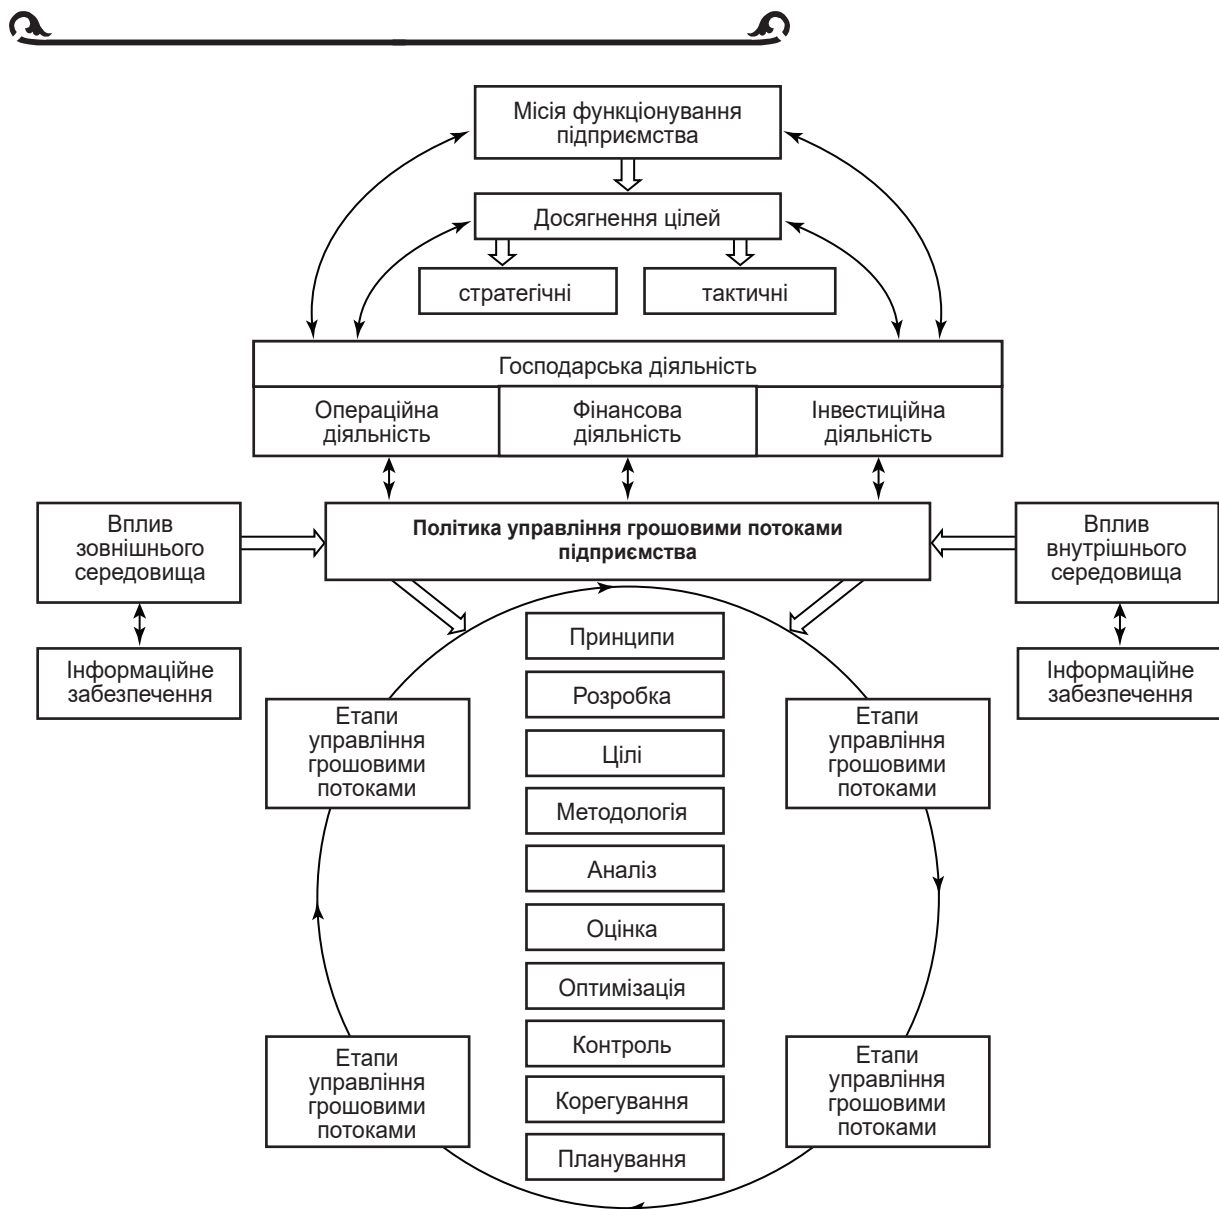 Місія функціонування
підприємства
Досягнення цілей
стратегічні
тактичні
Господарська діяльність
Операційна
діяльність
Фінансова
діяльність
Інвестиційна
діяльність
Вплив
зовнішнього
середовища
Політика управління грошовими потоками
підприємства
Вплив
внутрішнього
середовища
Інформаційне
забезпечення
Інформаційне
забезпечення
Етапи
управління
грошовими
потоками
Принципи
Розробка
Цілі
Методологія
Аналіз
Оцінка
Оптимізація
Контроль
Корегування
Планування
Етапи
управління
грошовими
потоками
Етапи
управління
грошовими
потоками
Етапи
управління
грошовими
потоками